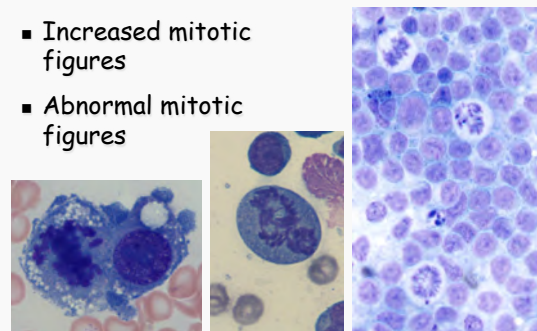 ▪ Increased mitotic
figures
▪ Abnormal mitotic
figures